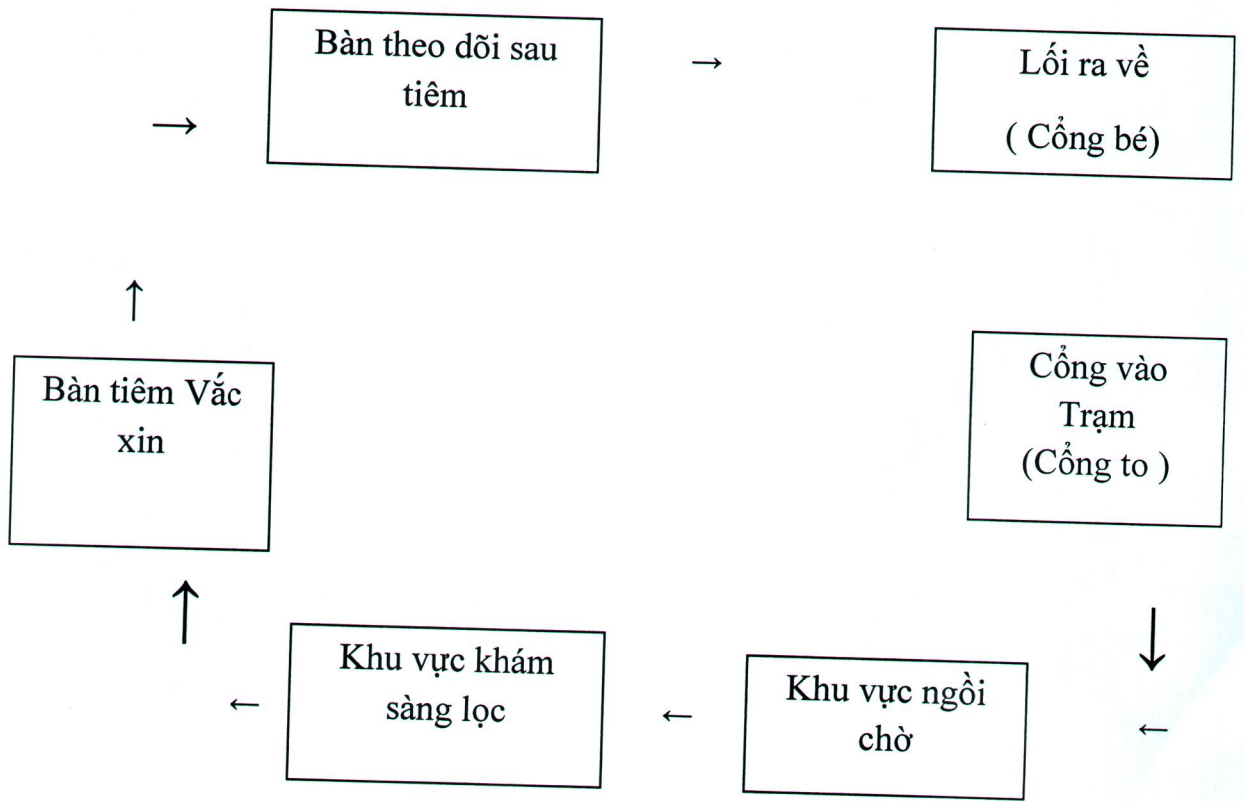 Bàn theo dõi sau
tiêm
→
Lối ra về
( Cổng bé)
→
↑
Bàn tiêm Vắc
xin
Cổng vào
Trạm
(Cổng to )
↑
↓
Khu vực khám
sàng lọc
Khu vực ngồi
chờ
←
←
←